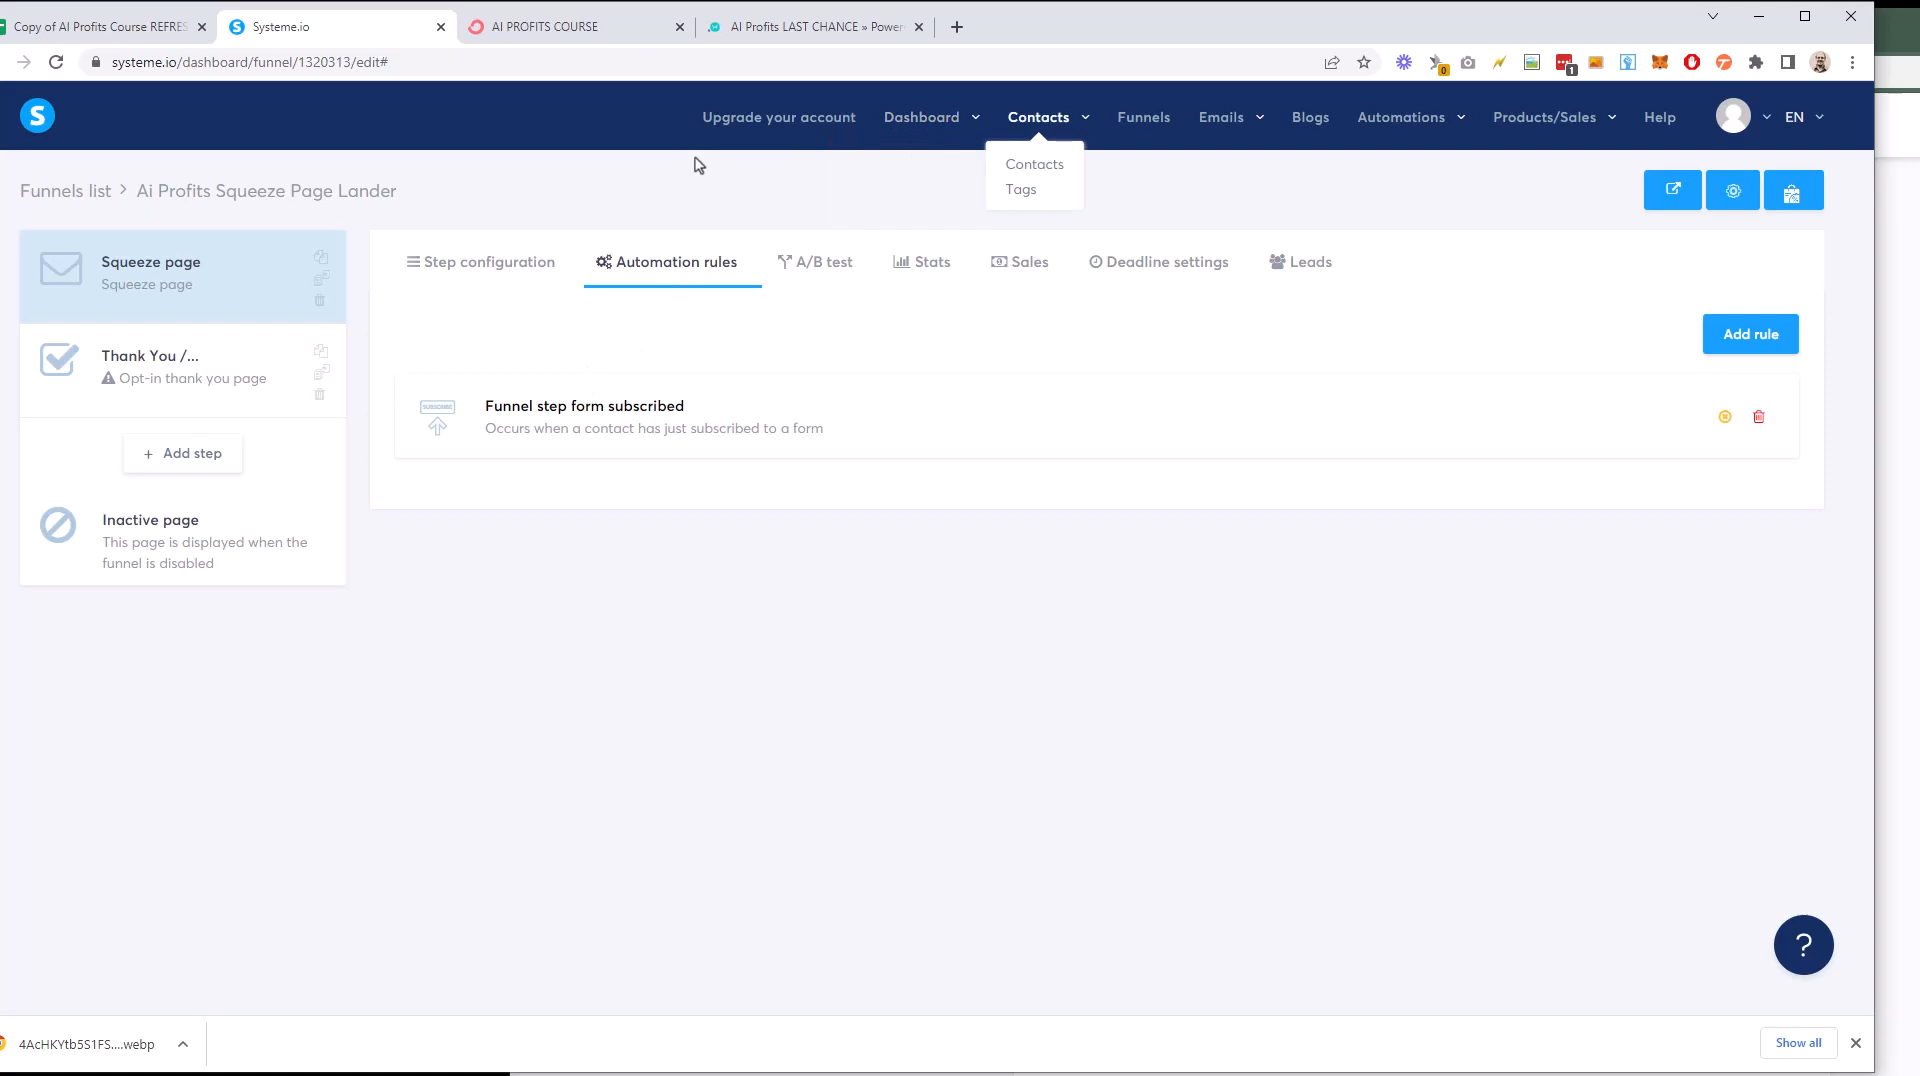 Copy of AI Profits Course REFRES
Systeme.io
AI PROFITS COURSE
AI Profits LAST CHANCE » Power
systeme.io/dashboard/funnel/1320313/edit#
0
1
S
Upgrade your account
Dashboard
Contacts
Funnels
Emails
Blogs
Automations
Products/Sales
Help
EN
Contacts
Tags
Funnels list > Ai Profits Squeeze Page Lander
Squeeze page
Squeeze page
Thank You /...
Opt-in thank you page
+ Add step
Inactive page
This page is displayed when the
funnel is disabled
Step configuration
Automation rules
A/B test
Stats
Sales
Deadline settings
Leads
Add rule
SUBSCRIBE
Funnel step form subscribed
Occurs when a contact has just subscribed to a form
?
4AcHKYtb5S1FS....webp
Show all